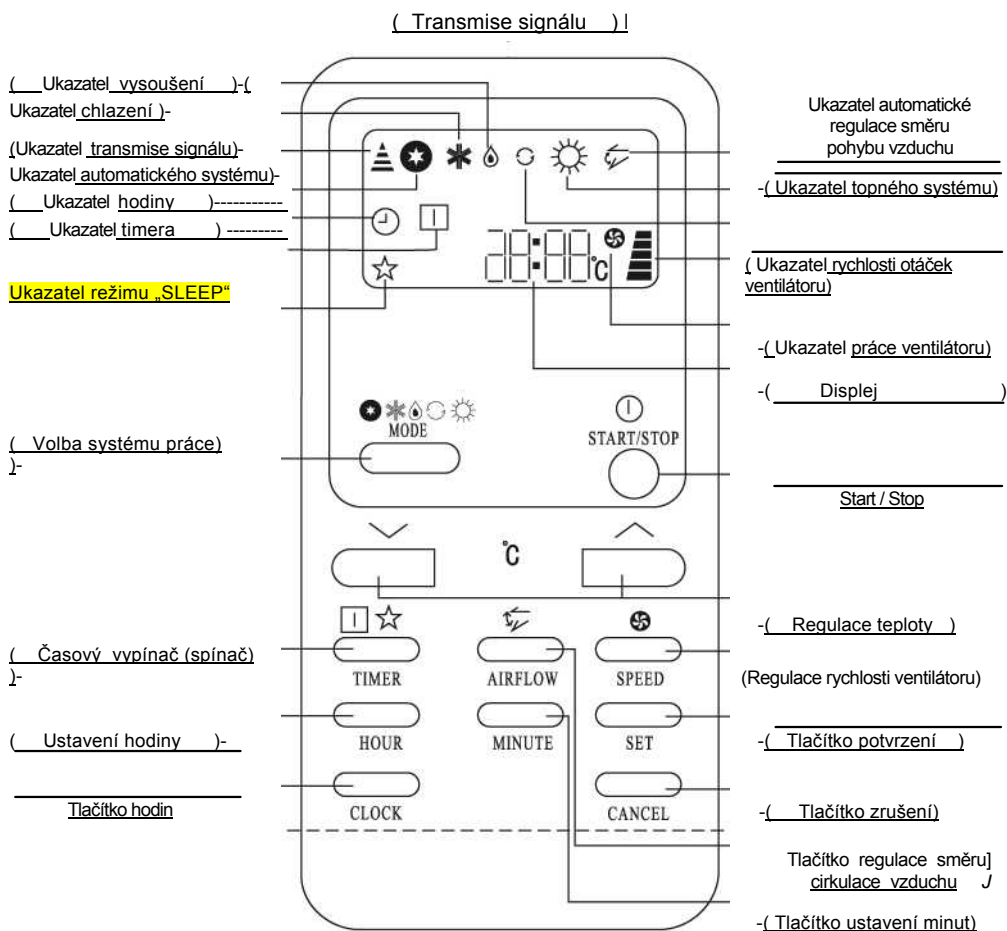 ( Transmise signálu ) l
( Ukazatel vysoušení )-(
Ukazatel chlazení )-
(Ukazatel transmise signálu)-
Ukazatel automatického systému)-
( Ukazatel hodiny )-----------
( Ukazatel timera ) ---------
Ukazatel režimu „SLEEP“
( Volba systému práce)
)-
( Časový vypínač (spínač)
)-
( Ustavení hodiny )-
Tlačítko hodin
°C
MODE
START/STOP
°C
TIMER
AIRFLOW
SPEED
HOUR
MINUTE
SET
CLOCK
CANCEL
Ukazatel automatické
regulace směru
pohybu vzduchu
-( Ukazatel topného systému)
( Ukazatel rychlosti otáček
ventilátoru)
-( Ukazatel práce ventilátoru)
-( Displej )
Start / Stop
-( Regulace teploty )
(Regulace rychlosti ventilátoru)
-( Tlačítko potvrzení )
-( Tlačítko zrušení)
Tlačítko regulace směru]
cirkulace vzduchu J
-( Tlačítko ustavení minut)